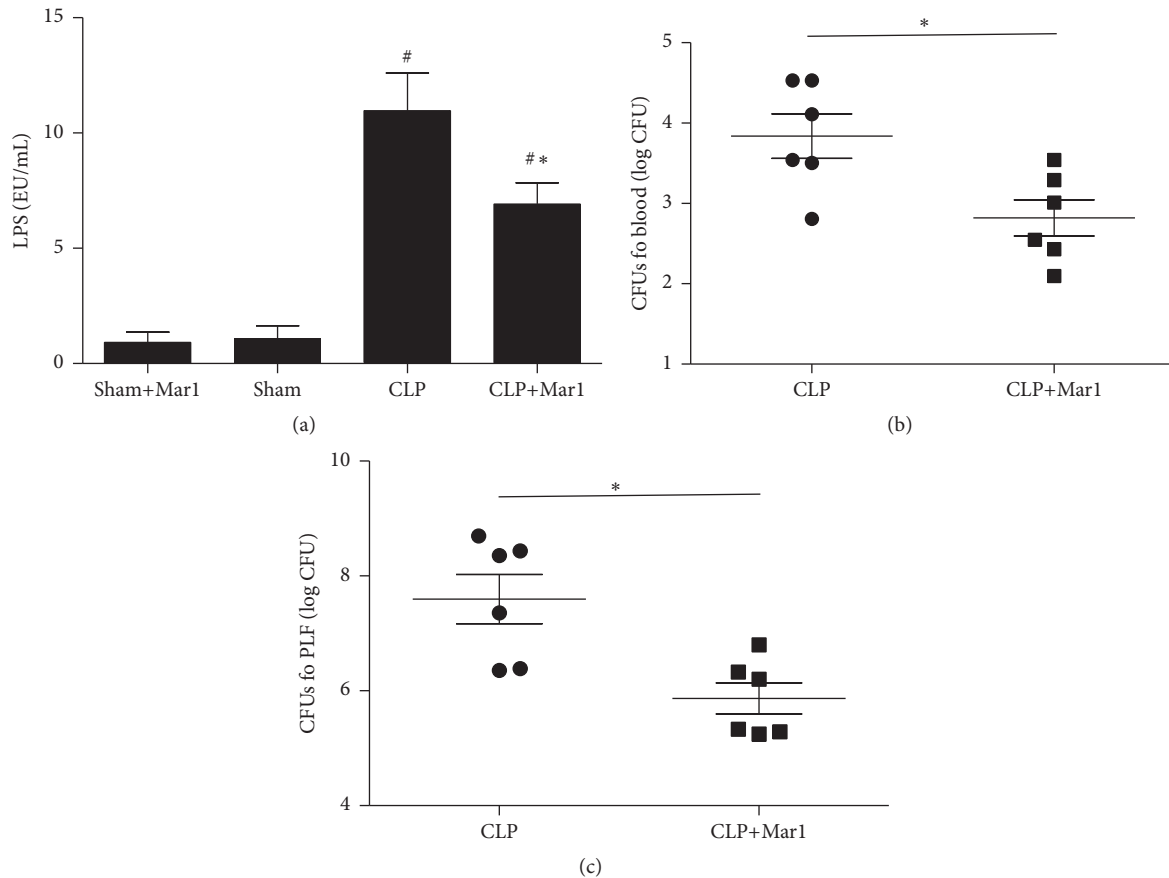 15
10
5
0
LPS (EU/mL)
#
# *
Sham+Mar1 Sham CLP CLP+Mar1
(a)
5
4
3
2
1
CFUs fo blood (log CFU)
*
CLP CLP+Mar1
(b)
10
8
6
4
CFUs fo PLF (log CFU)
*
CLP CLP+Mar1
(c)